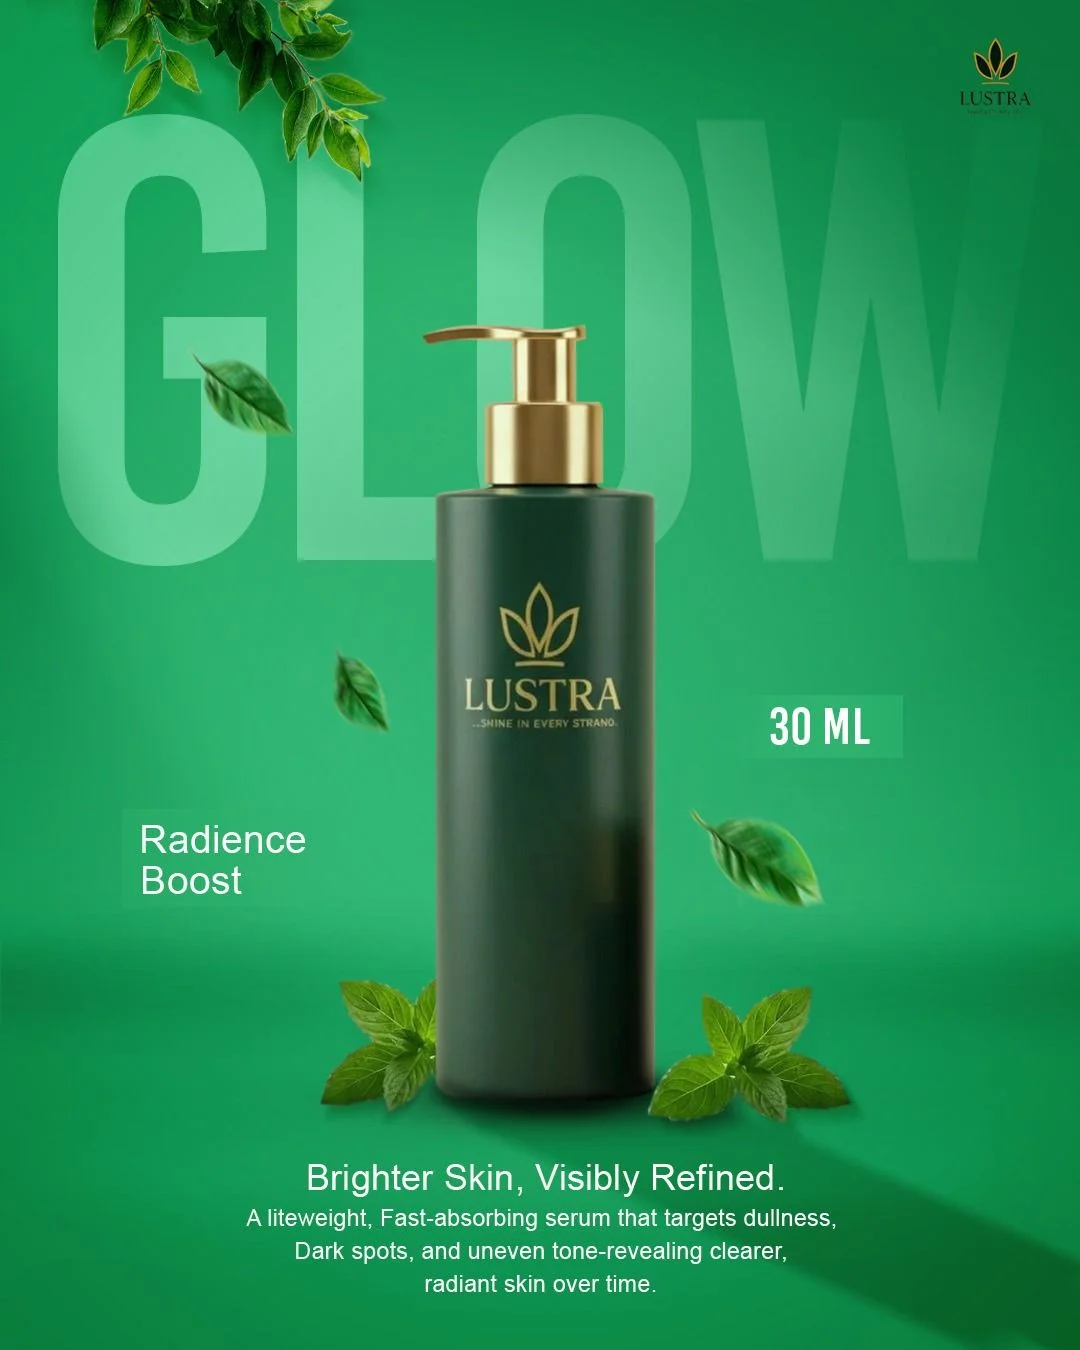 LUSTRA
GLOW
LUSTRA
...SHINE IN EVERY STRAND.
30 ML
Radience
Boost
Brighter Skin, Visibly Refined.
A liteweight, Fast-absorbing serum that targets dullness,
Dark spots, and uneven tone-revealing clearer,
radiant skin over time.